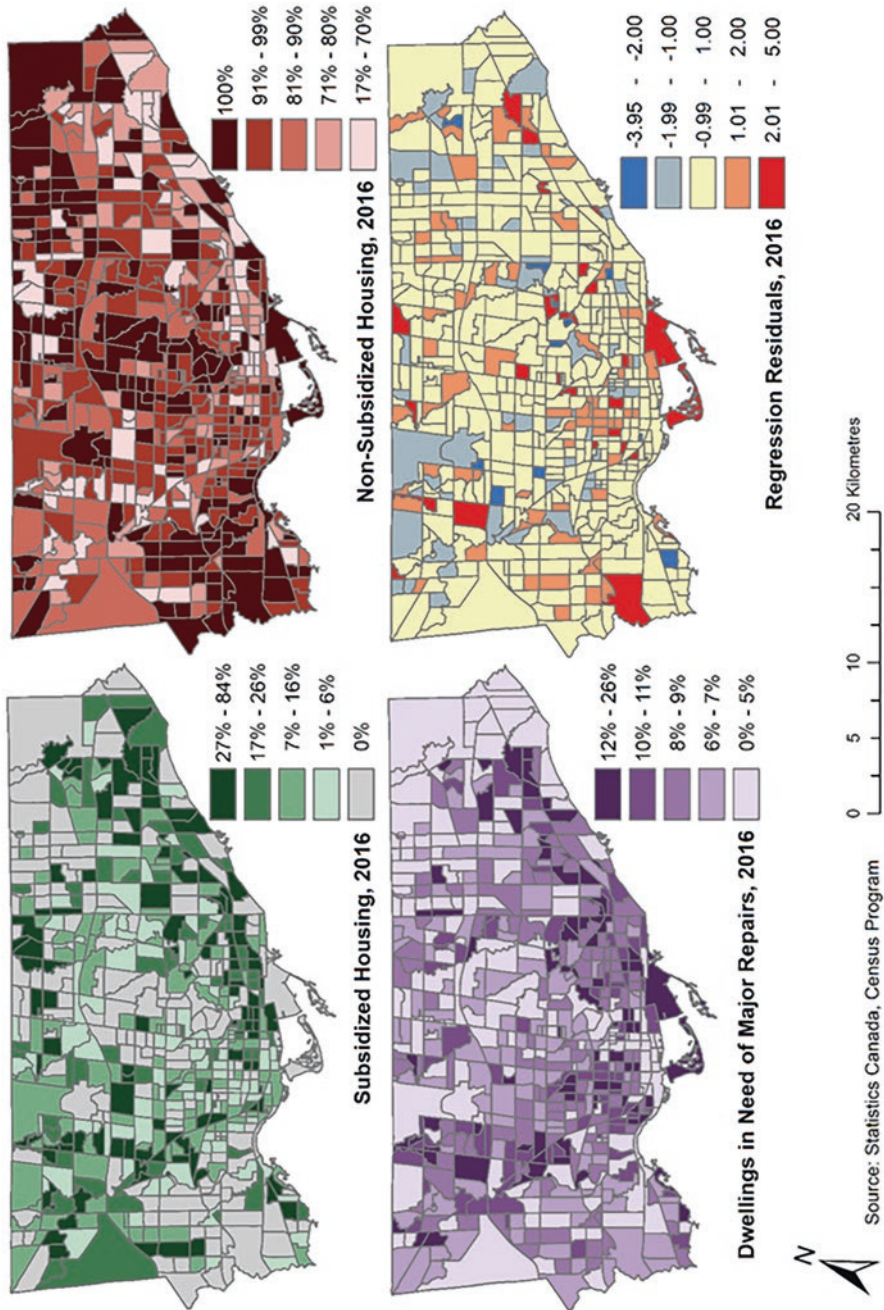 27% - 84%
17% - 26%
7% - 16%
1% - 6%
0%
Subsidized Housing, 2016
100%
91% - 99%
81% - 90%
71% - 80%
17% - 70%
Non-Subsidized Housing, 2016
12% - 26%
10% - 11%
8% - 9%
6% - 7%
0% - 5%
Dwellings in Need of Major Repairs, 2016
-3.95 - -2.00
-1.99 - -1.00
-0.99 - 1.00
1.01 - 2.00
2.01 - 5.00
Regression Residuals, 2016
N
0 5 10 20 Kilometres
Source: Statistics Canada, Census Program